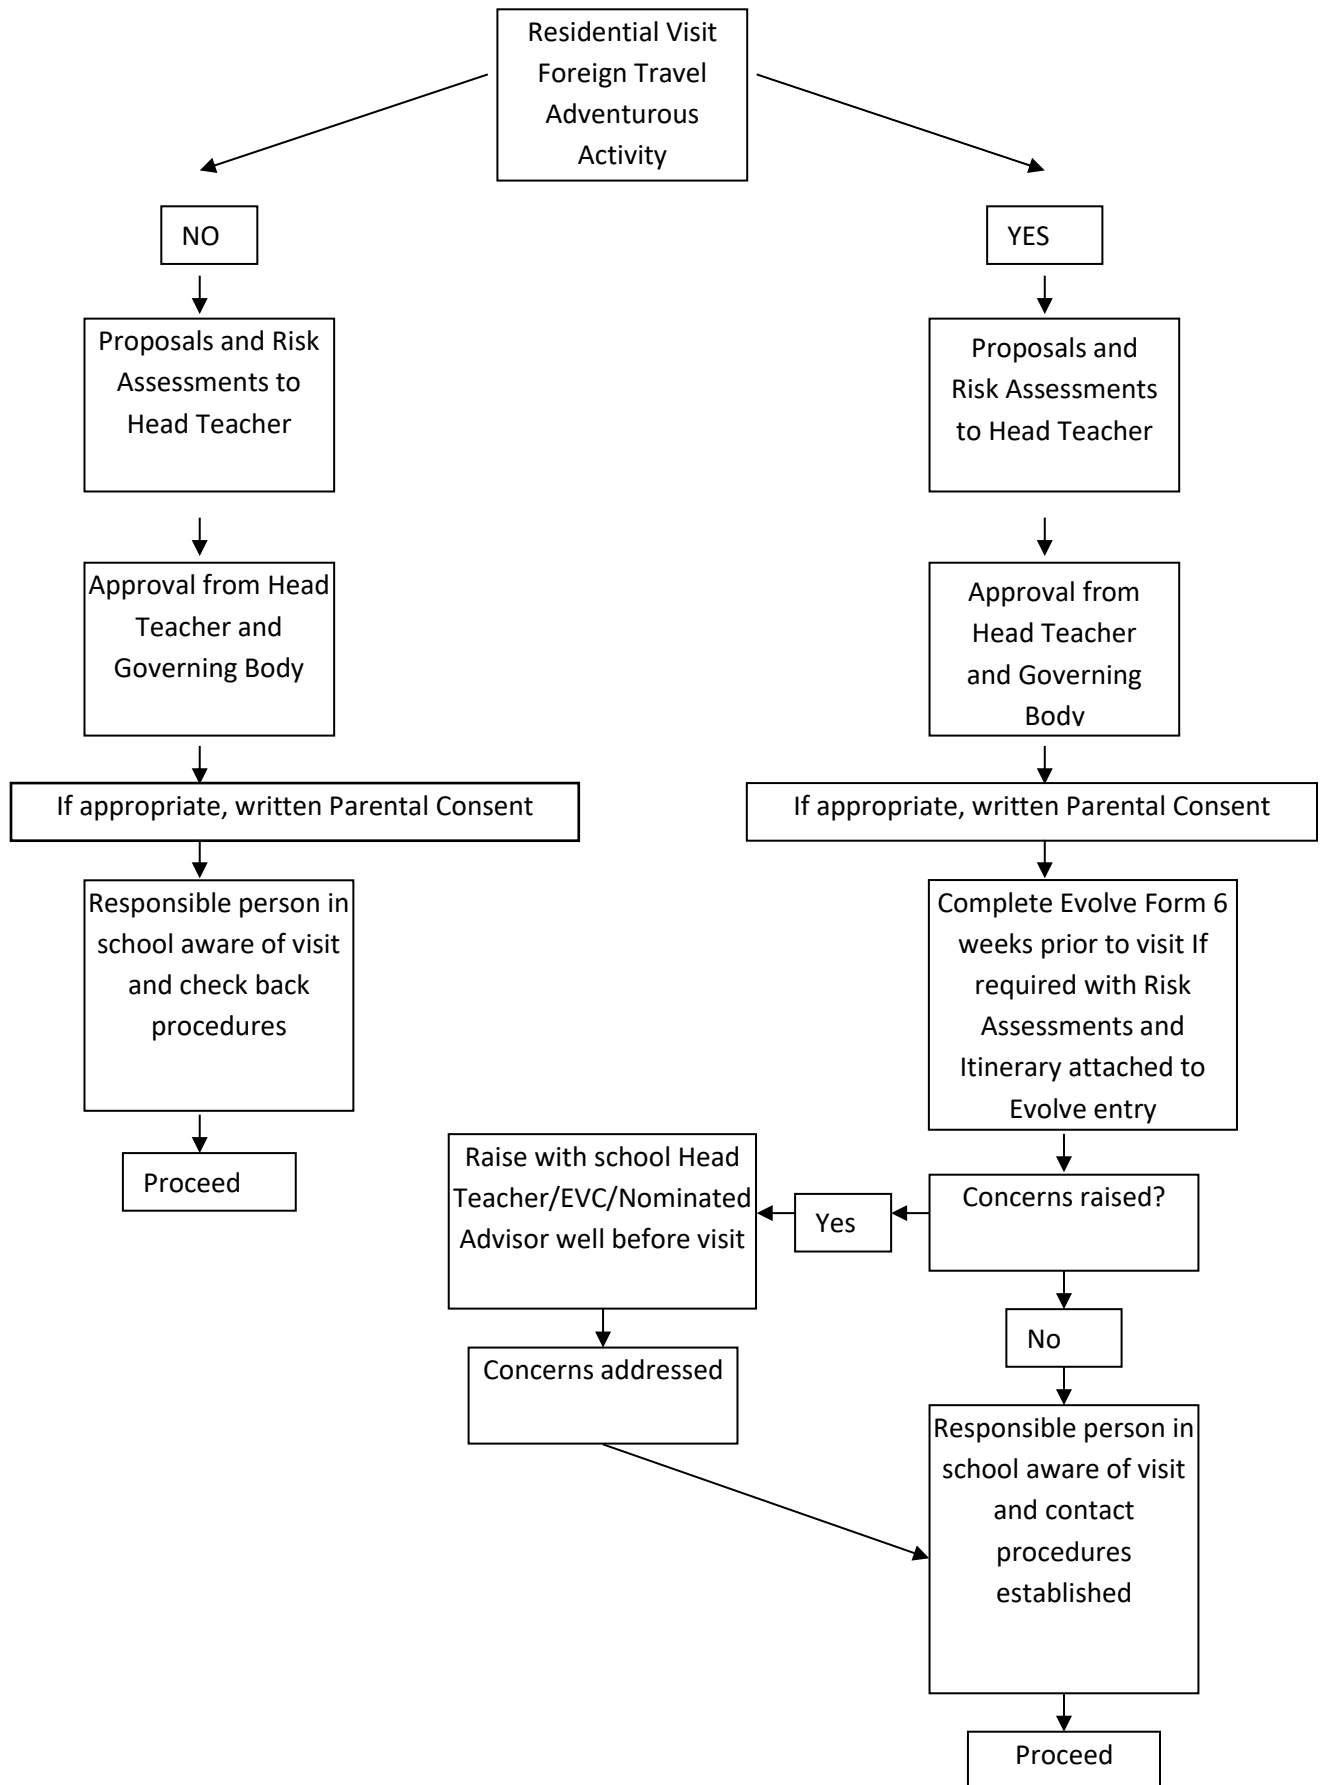 Residential Visit
Foreign Travel
Adventurous
Activity
NO
YES
Proposals and Risk
Assessments to
Head Teacher
Proposals and
Risk Assessments
to Head Teacher
Approval from Head
Teacher and
Governing Body
Approval from
Head Teacher
and Governing
Body
If appropriate, written Parental Consent
If appropriate, written Parental Consent
Responsible person in
school aware of visit
and check back
procedures
Complete Evolve Form 6
weeks prior to visit If
required with Risk
Assessments and
Itinerary attached to
Evolve entry
Proceed
Raise with school Head
Teacher/EVC/Nominated
Advisor well before visit
Yes
Concerns raised?
No
Concerns addressed
Responsible person in
school aware of visit
and contact
procedures
established
Proceed